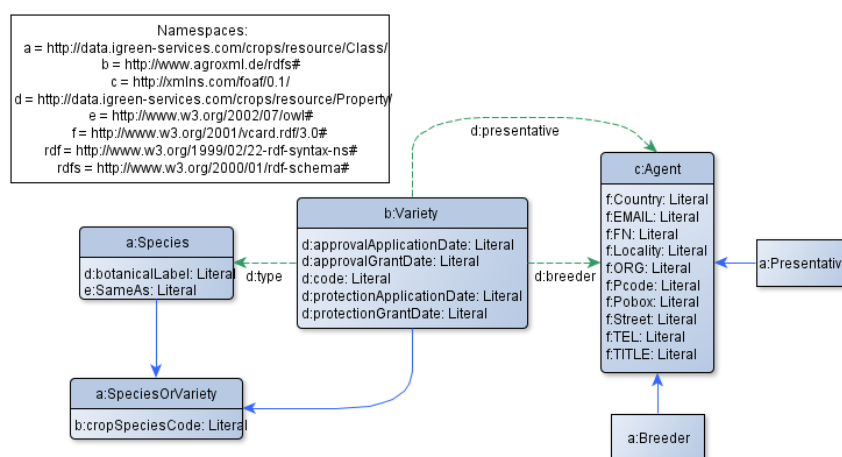 Namespaces:
a = http://data.igreen-services.com/crops/resource/Class/
b = http://www.agroxml.de/rdfs#
c = http://xmlns.com/foaf/0.1/
d = http://data.igreen-services.com/crops/resource/Property/
e = http://www.w3.org/2002/07/owl#
f = http://www.w3.org/2001/vcard.rdf/3.0#
rdf = http://www.w3.org/1999/02/22-rdf-syntax-ns#
rdfs = http://www.w3.org/2000/01/rdf-schema#
d:presentative
c:Agent
f:Country: Literal
f:EMAIL: Literal
f:FN: Literal
f:Locality: Literal
f:ORG: Literal
f:Pcode: Literal
f:Pobox: Literal
f:Street: Literal
f:TEL: Literal
f:TITLE: Literal
b:Variety
d:approvalApplicationDate: Literal
d:approvalGrantDate: Literal
d:code: Literal
d:protectionApplicationDate: Literal
d:protectionGrantDate: Literal
a:Species
d:botanicalLabel: Literal
e:SameAs: Literal
d:type
d:breeder
a:Presentative
a:SpeciesOrVariety
b:cropSpeciesCode: Literal
a:Breeder